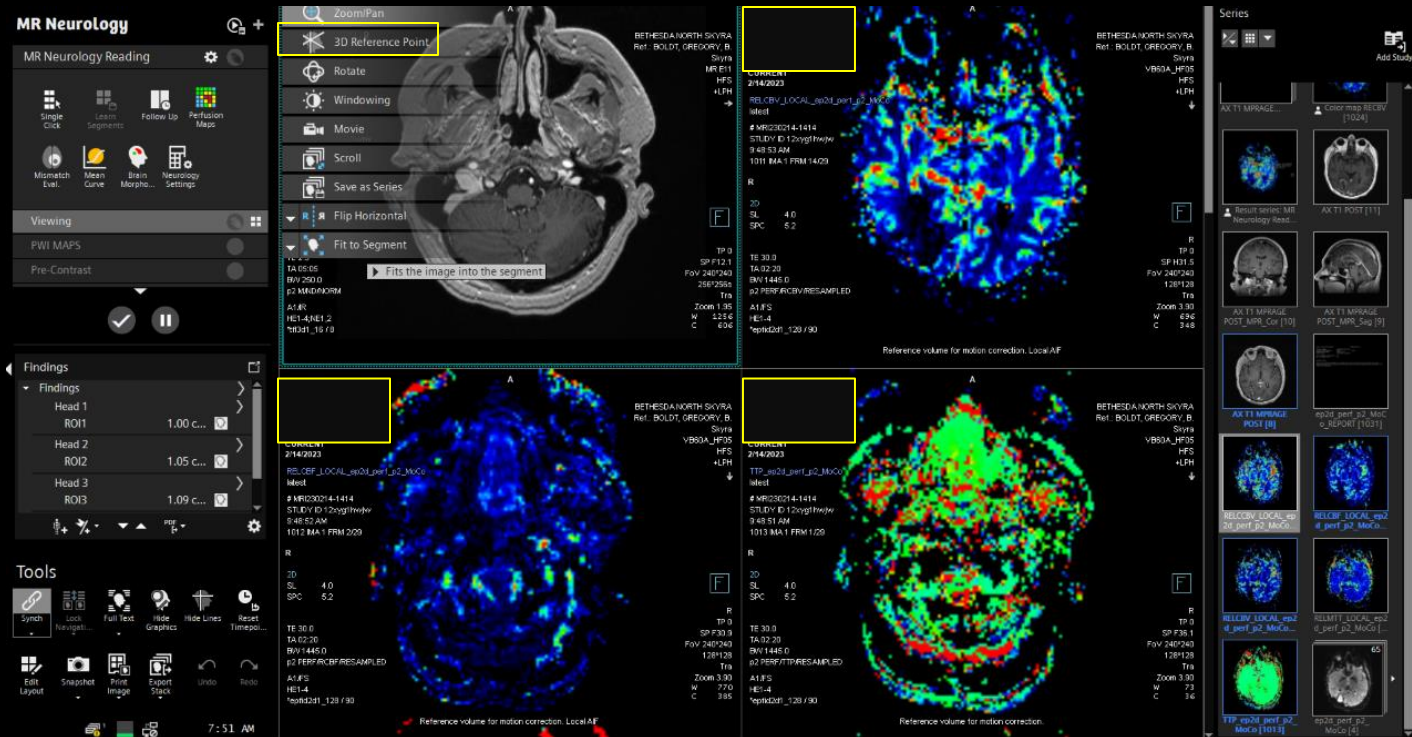 MR Neurology
MR Neurology Reading
Single Click
Learn Segments
Follow Up
Perfusion Maps
Mismatch Eval.
Mean Curve
Brain Morpho...
Neurology Settings
Viewing
PWI MAPS
Pre-Contrast
Findings
Findings
Head 1
ROI1 1.00 c...
Head 2
ROI2 1.05 c...
Head 3
ROI3 1.09 c...
PDF
Tools
Synch
Lock Navigati...
Full Text
Hide Graphics
Hide Lines
Reset Timepoi...
Edit Layout
Snapshot
Print Image
Export Stack
Undo
Redo
7:51 AM
Zoom/Pan
3D Reference Point
Rotate
Windowing
Movie
Scroll
Save as Series
Flip Horizontal
Fit to Segment
Fits the image into the segment
A
BETHESDA NORTH SKYRA
Ref.: BOLDT, GREGORY, B.
Skyra
MR E11
HFS
+LPH
F
TA 05:05
BW 250.0
p2 M/ND/NORM
A1/IR
HE1-4;NE1,2
*tfl3d1_16 / 8
TP 0
SP F12.1
FoV 240*240
256*256s
Tra
Zoom 1.95
W 1256
C 606
A
CURRENT
2/14/2023
RELCBV_LOCAL_ep2d_perf_p2_MoCo
latest
# MRI230214-1414
STUDY ID 12xyg1hwjw
9:48:53 AM
1011 IMA 1 FRM 14/29
R
2D
SL 4.0
SPC 5.2
TE 30.0
TA 02:20
BW 1445.0
p2 PERF/RCBV/RESAMPLED
A1/FS
HE1-4
*epfid2d1_128 / 90
BETHESDA NORTH SKYRA
Ref.: BOLDT, GREGORY, B.
Skyra
VB60A_HF05
HFS
+LPH
F
R
TP 0
SP H31.5
FoV 240*240
128*128
Tra
Zoom 3.90
W 696
C 348
Reference volume for motion correction. Local AIF
A
CURRENT
2/14/2023
RELCBF_LOCAL_ep2d_perf_p2_MoCo
latest
# MRI230214-1414
STUDY ID 12xyg1hwjw
9:48:52 AM
1012 IMA 1 FRM 2/29
R
2D
SL 4.0
SPC 5.2
TE 30.0
TA 02:20
BW 1445.0
p2 PERF/RCBF/RESAMPLED
A1/FS
HE1-4
*epfid2d1_128 / 90
BETHESDA NORTH SKYRA
Ref.: BOLDT, GREGORY, B.
Skyra
VB60A_HF05
HFS
+LPH
F
R
TP 0
SP F30.9
FoV 240*240
128*128
Tra
Zoom 3.90
W 770
C 385
Reference volume for motion correction. Local AIF
A
CURRENT
2/14/2023
TTP_ep2d_perf_p2_MoCo
latest
# MRI230214-1414
STUDY ID 12xyg1hwjw
9:48:51 AM
1013 IMA 1 FRM 1/29
R
2D
SL 4.0
SPC 5.2
TE 30.0
TA 02:20
BW 1445.0
p2 PERF/TTP/RESAMPLED
A1/FS
HE1-4
*epfid2d1_128 / 90
BETHESDA NORTH SKYRA
Ref.: BOLDT, GREGORY, B.
Skyra
VB60A_HF05
HFS
+LPH
F
R
TP 0
SP F36.1
FoV 240*240
128*128
Tra
Zoom 3.90
W 73
C 36
Reference volume for motion correction.
Series
Add Study
AX T1 MPRAGE...
Color map RECBV [1024]
Result series: MR Neurology Read...
AX T1 POST [11]
AX T1 MPRAGE POST_MPR_Cor [10]
AX T1 MPRAGE POST_MPR_Sag [9]
AX T1 MPRAGE POST [8]
ep2d_perf_p2_MoCo_REPORT [1031]
RELCCBV_LOCAL_ep2d_perf_p2_MoCo...
RELCBF_LOCAL_ep2d_perf_p2_MoCo...
RELCBV_LOCAL_ep2d_perf_p2_MoCo...
RELMTT_LOCAL_ep2d_perf_p2_MoCo [...
65
TTP_ep2d_perf_p2_MoCo [1013]
ep2d_perf_p2_MoCo [4]